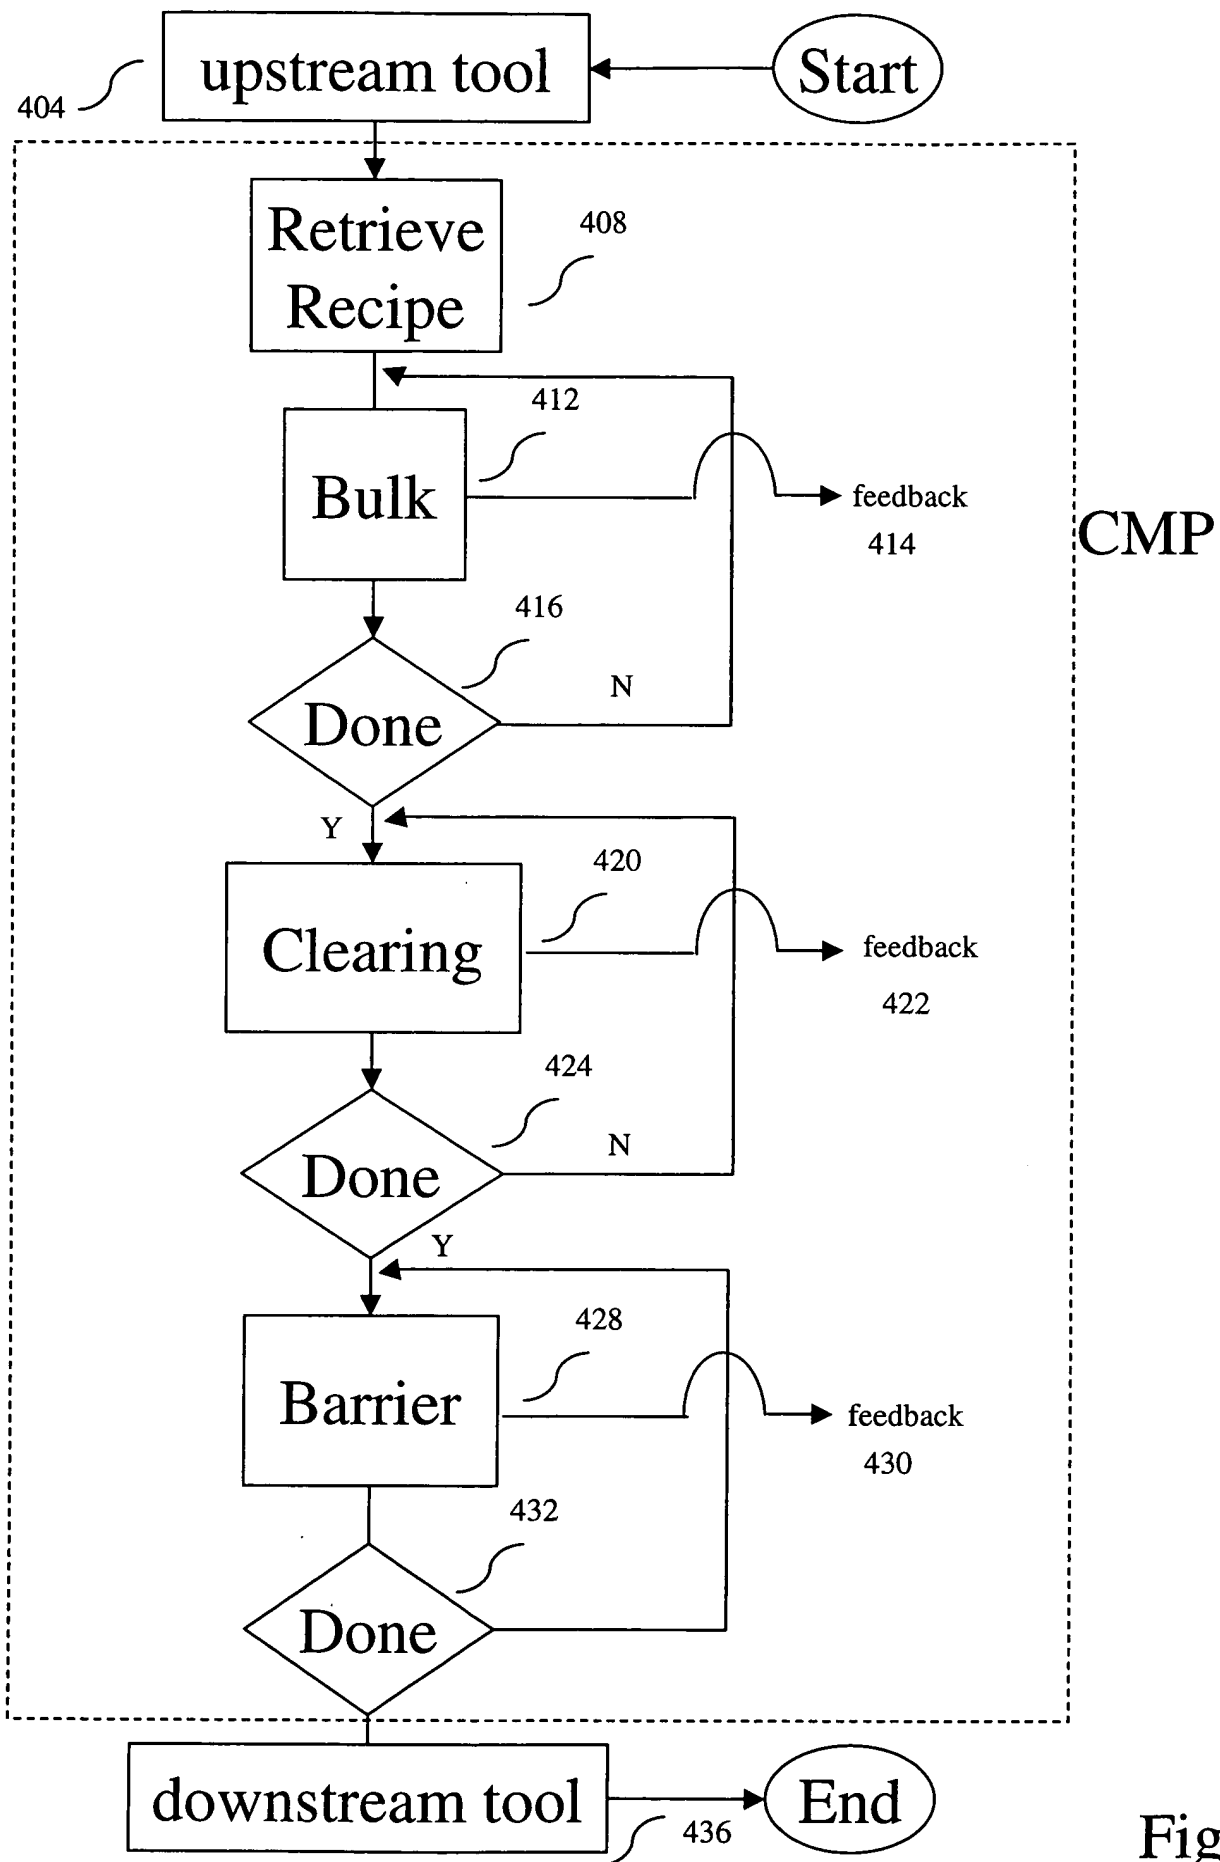 upstream tool
Start
404
Retrieve
Recipe
408
412
Bulk
feedback
414
CMP
416
N
Done
Y
420
Clearing
feedback
422
424
N
Done
Y
428
Barrier
feedback
430
432
Done
downstream tool
End
436
Fig